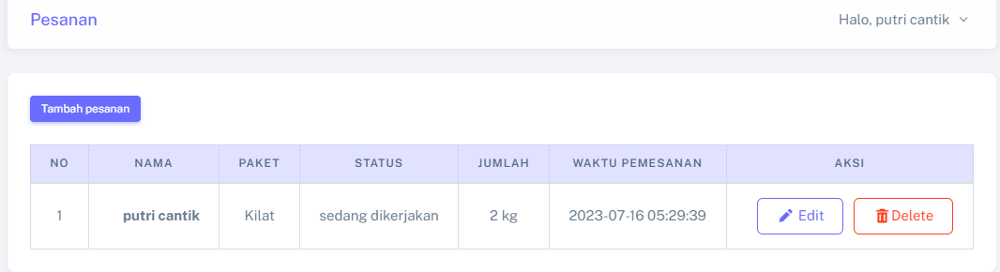 Pesanan
Halo, putri cantik
Tambah pesanan
NO NAMA PAKET STATUS JUMLAH WAKTU PEMESANAN AKSI
1 putri cantik Kilat sedang dikerjakan 2 kg 2023-07-16 05:29:39 Edit Delete